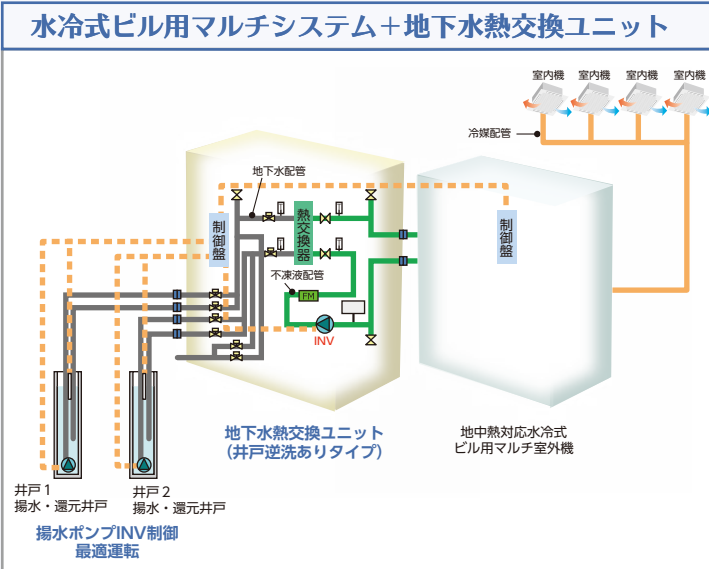 水冷式ビル用マルチシステム＋地下水熱交換ユニット
室内機 室内機 室内機 室内機
冷媒配管
地下水配管
制御盤
熱交換器
制御盤
不凍液配管
FM
INV
地下水熱交換ユニット
（井戸逆洗ありタイプ）
地中熱対応水冷式
ビル用マルチ室外機
井戸１
揚水・還元井戸
井戸２
揚水・還元井戸
揚水ポンプINV制御
最適運転